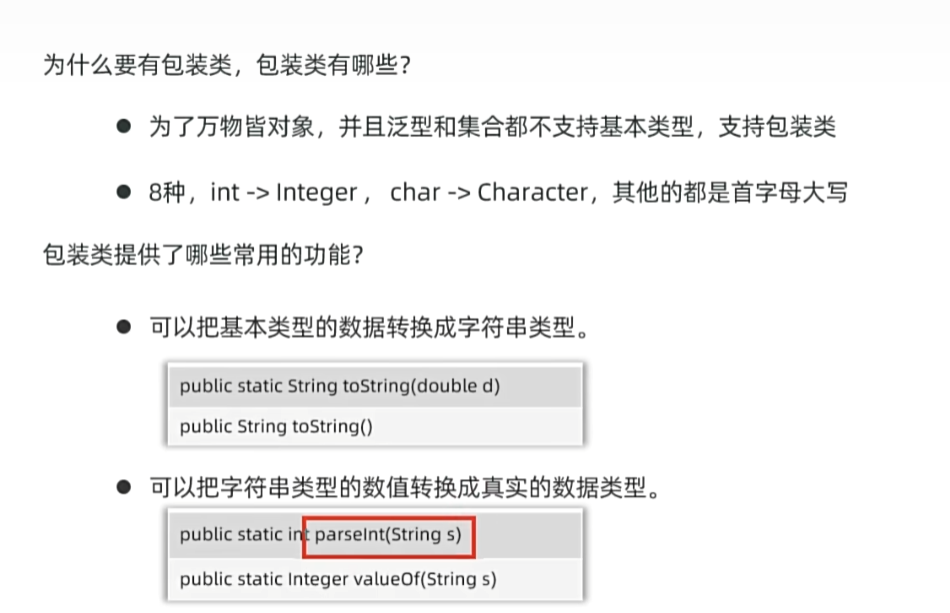 为什么要有包装类，包装类有哪些？
● 为了万物皆对象，并且泛型和集合都不支持基本类型，支持包装类
● 8种，int -> Integer， char -> Character，其他的都是首字母大写
包装类提供了哪些常用的功能？
● 可以把基本类型的数据转换成字符串类型。
public static String toString(double d)
public String toString()
● 可以把字符串类型的数值转换成真实的数据类型。
public static int parseInt(String s)
public static Integer valueOf(String s)